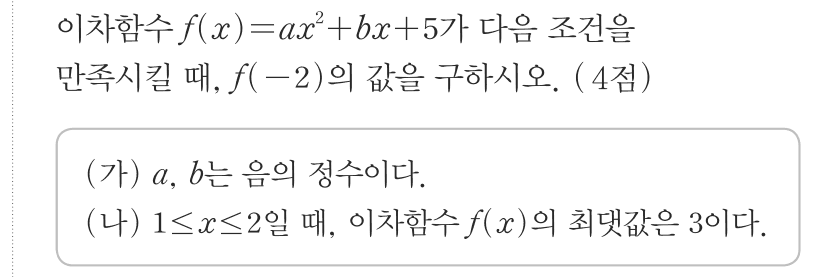 이차함수 f(x)=ax²+bx+5가 다음 조건을
만족시킬 때, f(-2)의 값을 구하시오. ( 4점)
(가) a, b는 음의 정수이다.
(나) 1≤x≤2일 때, 이차함수 f(x)의 최댓값은 3이다.